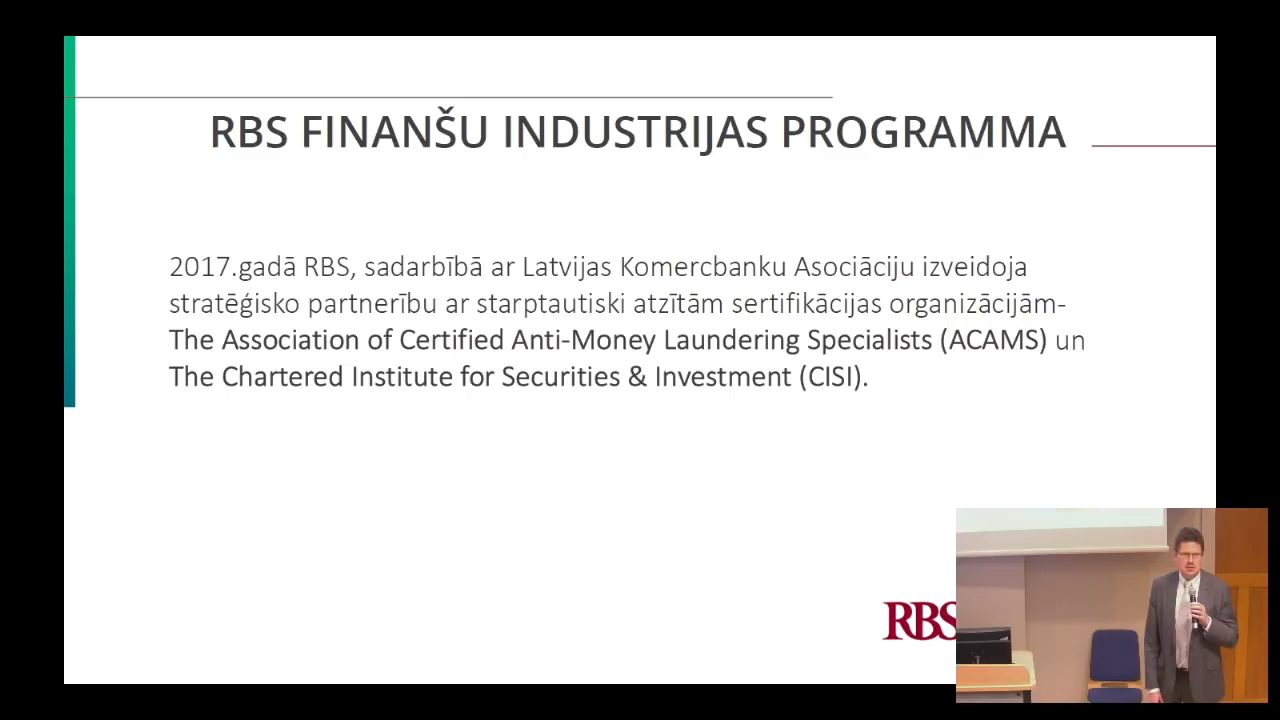 RBS FINANŠU INDUSTRIJAS PROGRAMMA
2017.gadā RBS, sadarbībā ar Latvijas Komercbanku Asociāciju izveidoja
stratēģisko partnerību ar starptautiski atzītām sertifikācijas organizācijām-
The Association of Certified Anti-Money Laundering Specialists (ACAMS) un
The Chartered Institute for Securities & Investment (CISI).
RBS